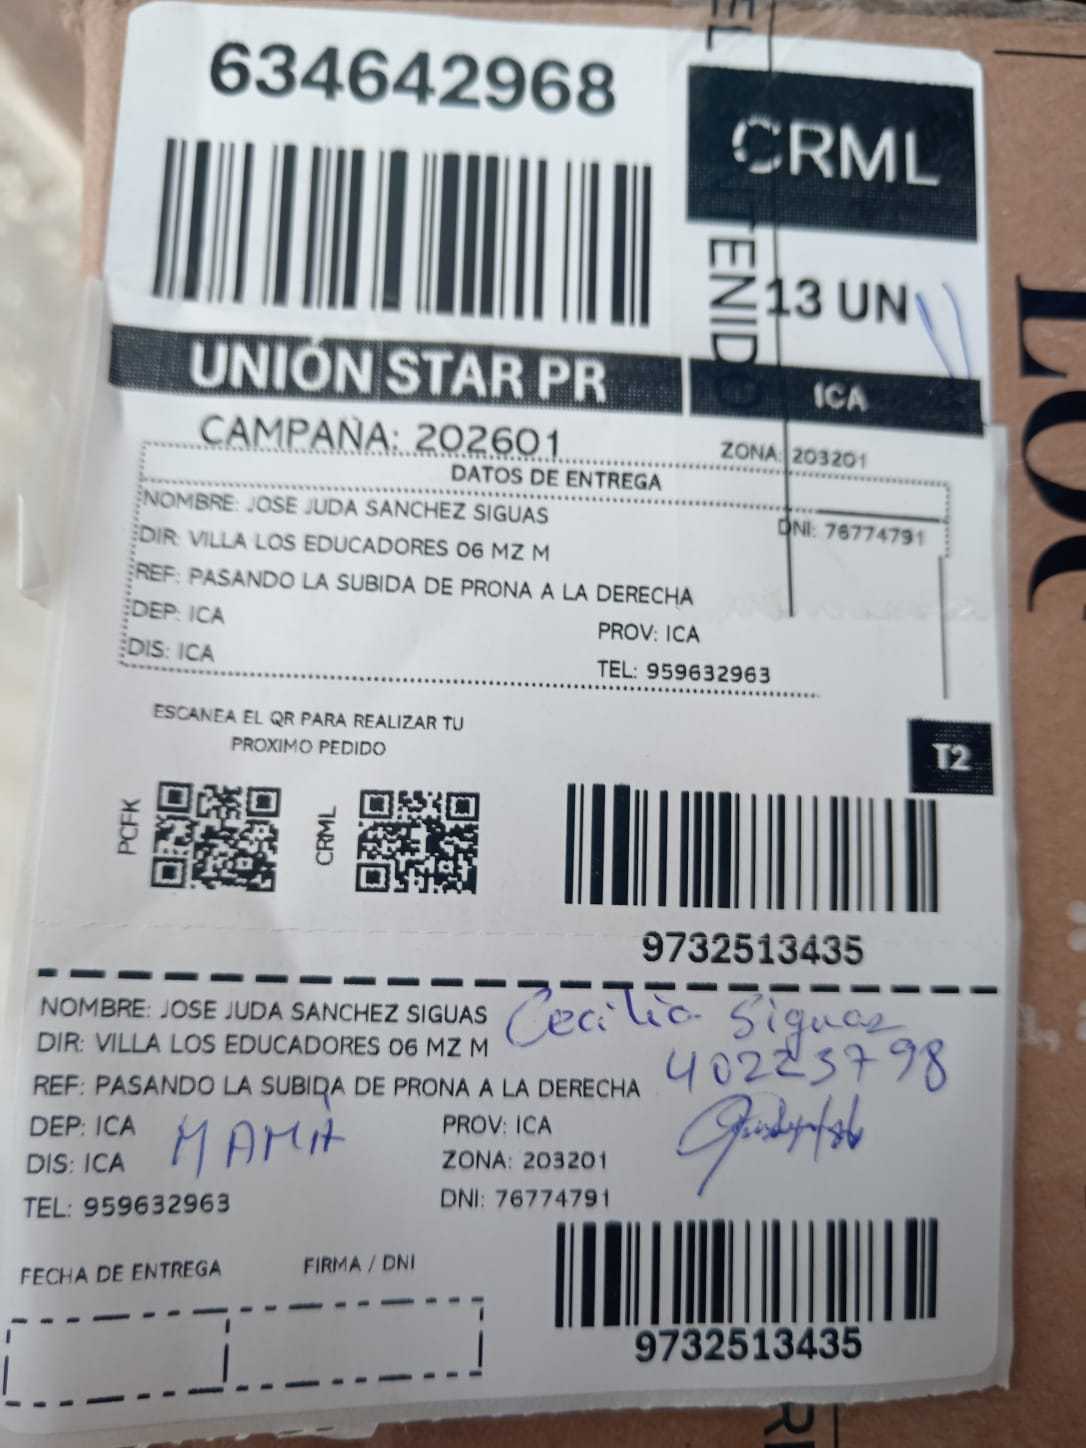 634642968
CRML
TENIDO
13 UN
UNIÓN STAR PR
ICA
CAMPAÑA: 202601
ZONA: 203201
DATOS DE ENTREGA
NOMBRE: JOSE JUDA SANCHEZ SIGUAS
DNI: 76774791
DIR: VILLA LOS EDUCADORES 06 MZ M
REF: PASANDO LA SUBIDA DE PRONA A LA DERECHA
DEP: ICA
PROV: ICA
DIS: ICA
TEL: 959632963
ESCANEA EL QR PARA REALIZAR TU
PROXIMO PEDIDO
T2
PCFK
CRML
9732513435
NOMBRE: JOSE JUDA SANCHEZ SIGUAS
Cecilia Siguas
DIR: VILLA LOS EDUCADORES 06 MZ M
40223798
REF: PASANDO LA SUBIDA DE PRONA A LA DERECHA
DEP: ICA
MAMÁ
PROV: ICA
DIS: ICA
ZONA: 203201
TEL: 959632963
DNI: 76774791
FECHA DE ENTREGA
FIRMA / DNI
9732513435